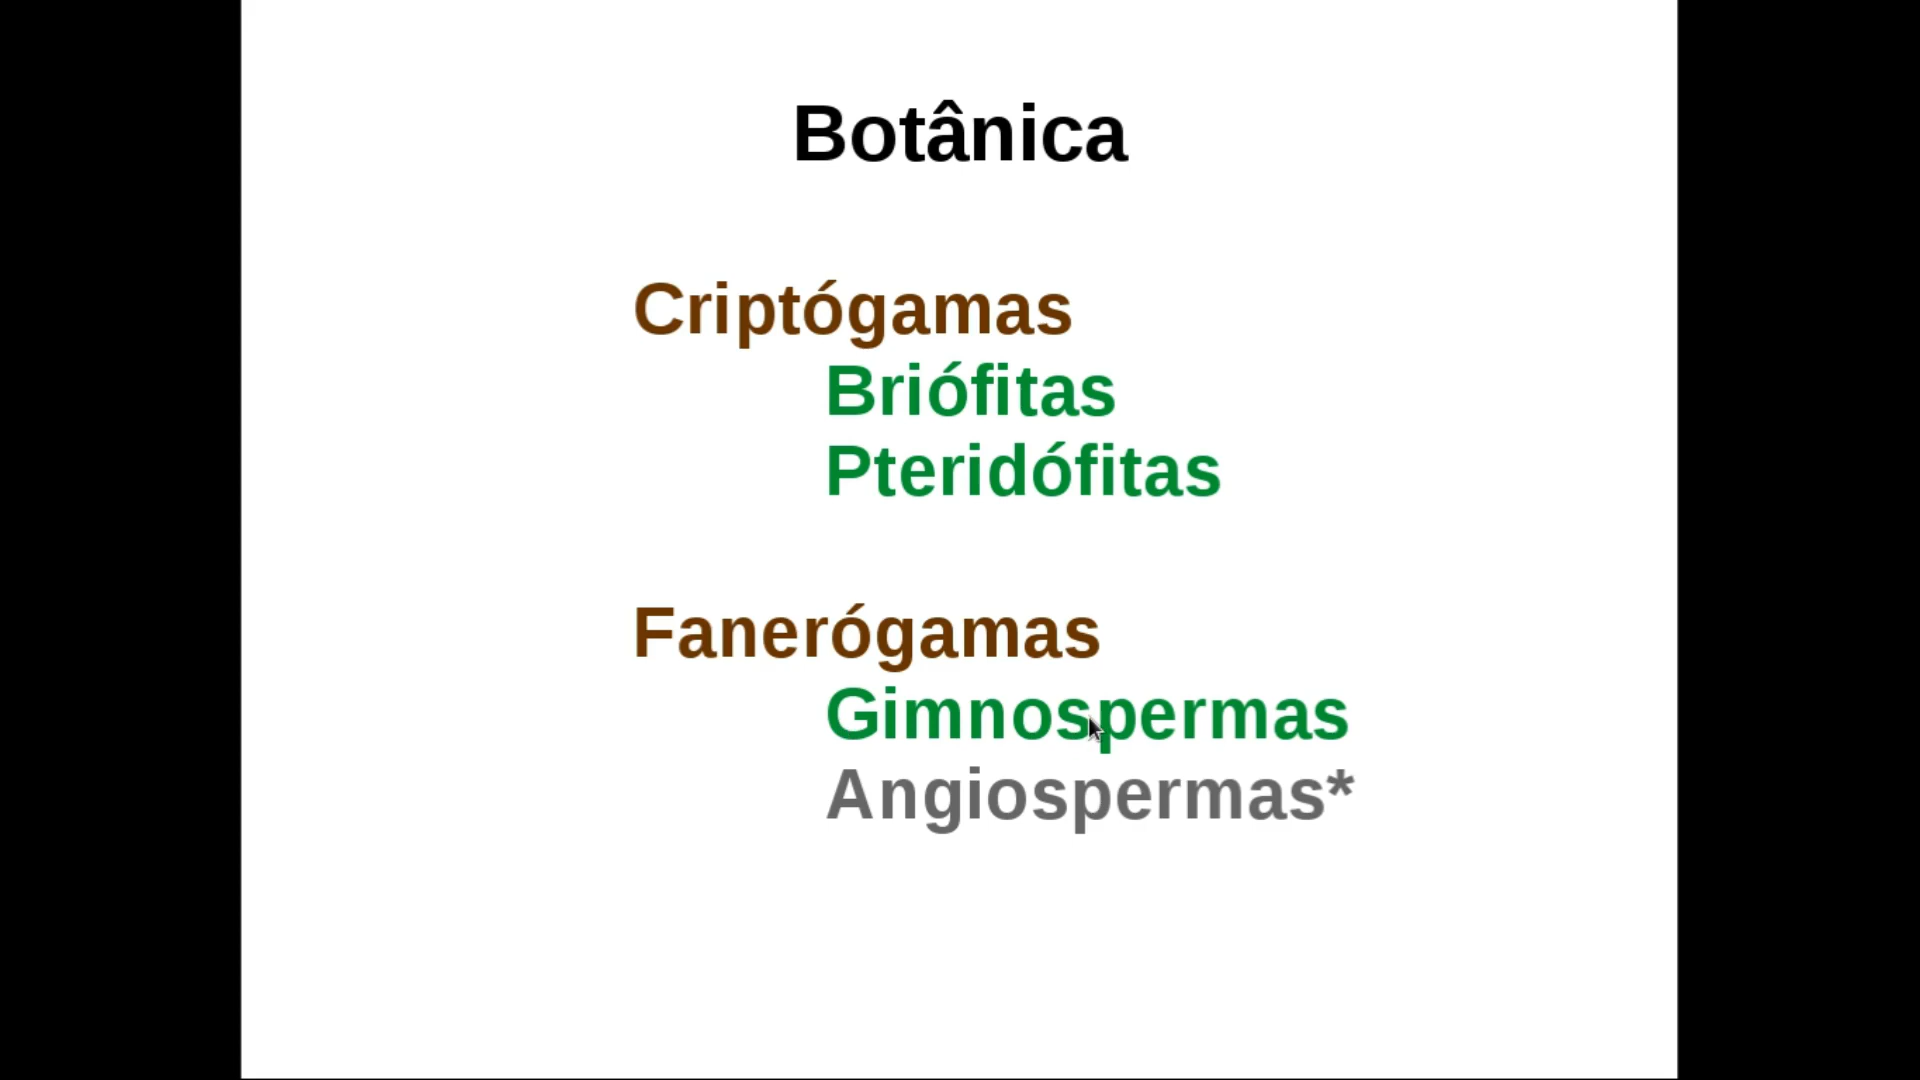 Botânica
Criptógamas
Briófitas
Pteridófitas
Fanerógamas
Gimnospermas
Angiospermas*